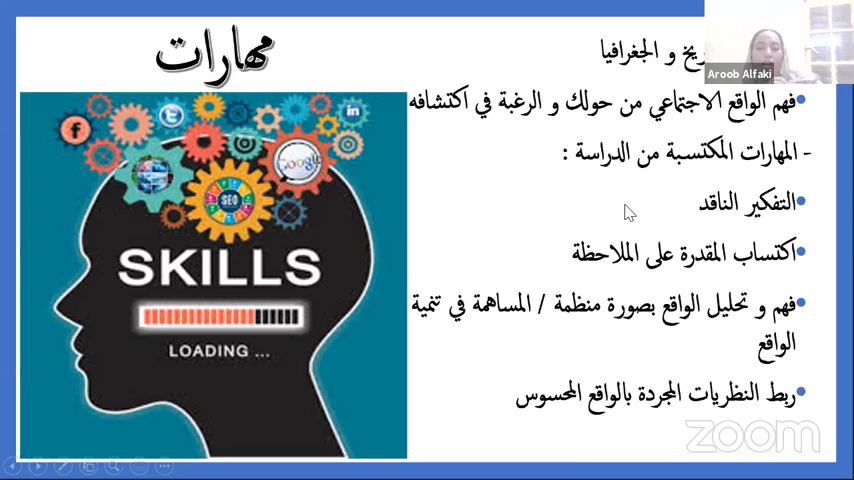 مهارات
و الجغرافيا
Aroob Alfaki
فهم الواقع الاجتماعي من حولك و الرغبة في اكتشافه
- المهارات المكتسبة من الدراسة :
التفكير الناقد
اكتساب المقدرة على الملاحظة
فهم و تحليل الواقع بصورة منظمة / المساهمة في تنمية
الواقع
ربط النظريات المجردة بالواقع المحسوس
f
in
Google
SEO
SKILLS
LOADING ...
zoom